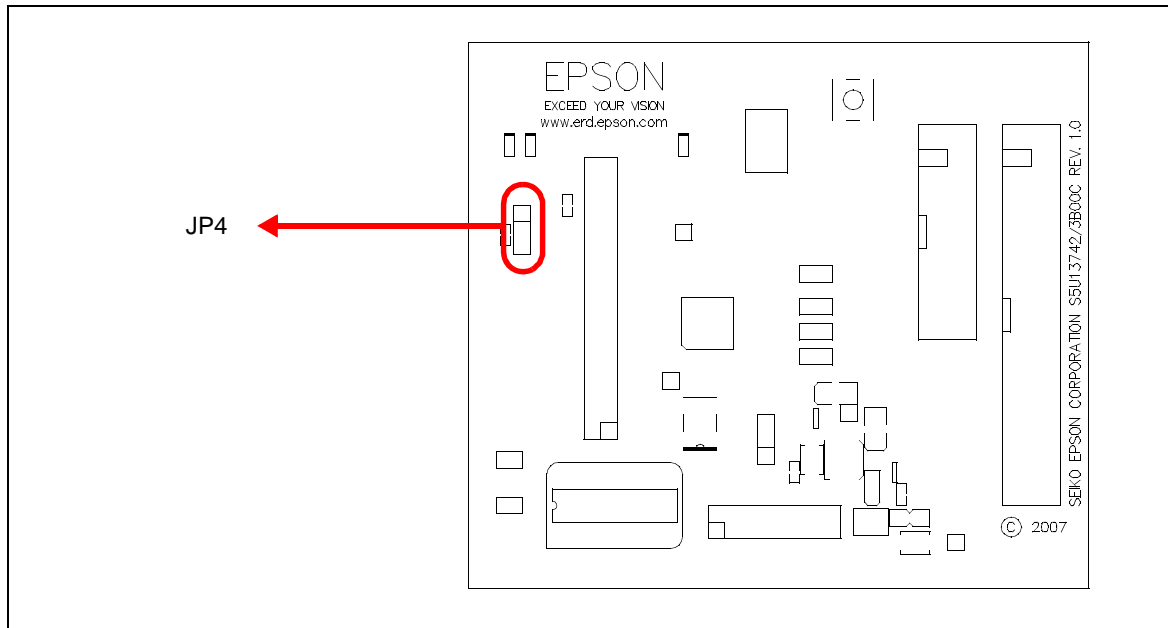 EPSON
EXCEED YOUR VISION
www.erd.epson.com
JP4
SEIKO EPSON CORPORATION S5U13742/3B00C REV. 1.0
© 2007